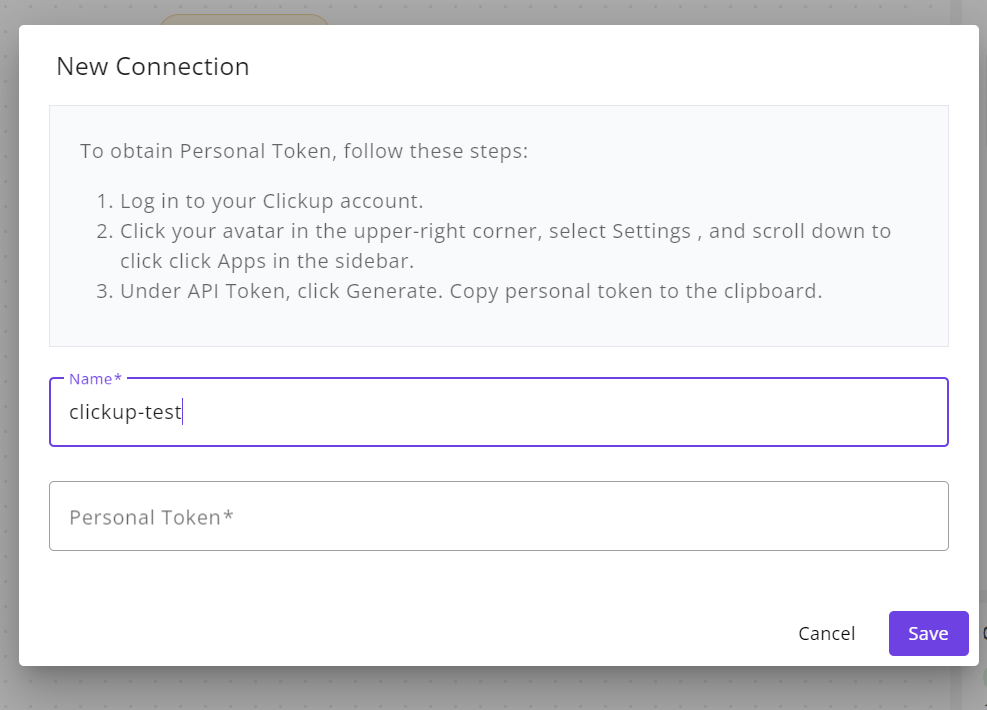 New Connection
To obtain Personal Token, follow these steps:
1. Log in to your Clickup account.
2. Click your avatar in the upper-right corner, select Settings , and scroll down to
click click Apps in the sidebar.
3. Under API Token, click Generate. Copy personal token to the clipboard.
Name*
clickup-test
Personal Token*
Cancel
Save